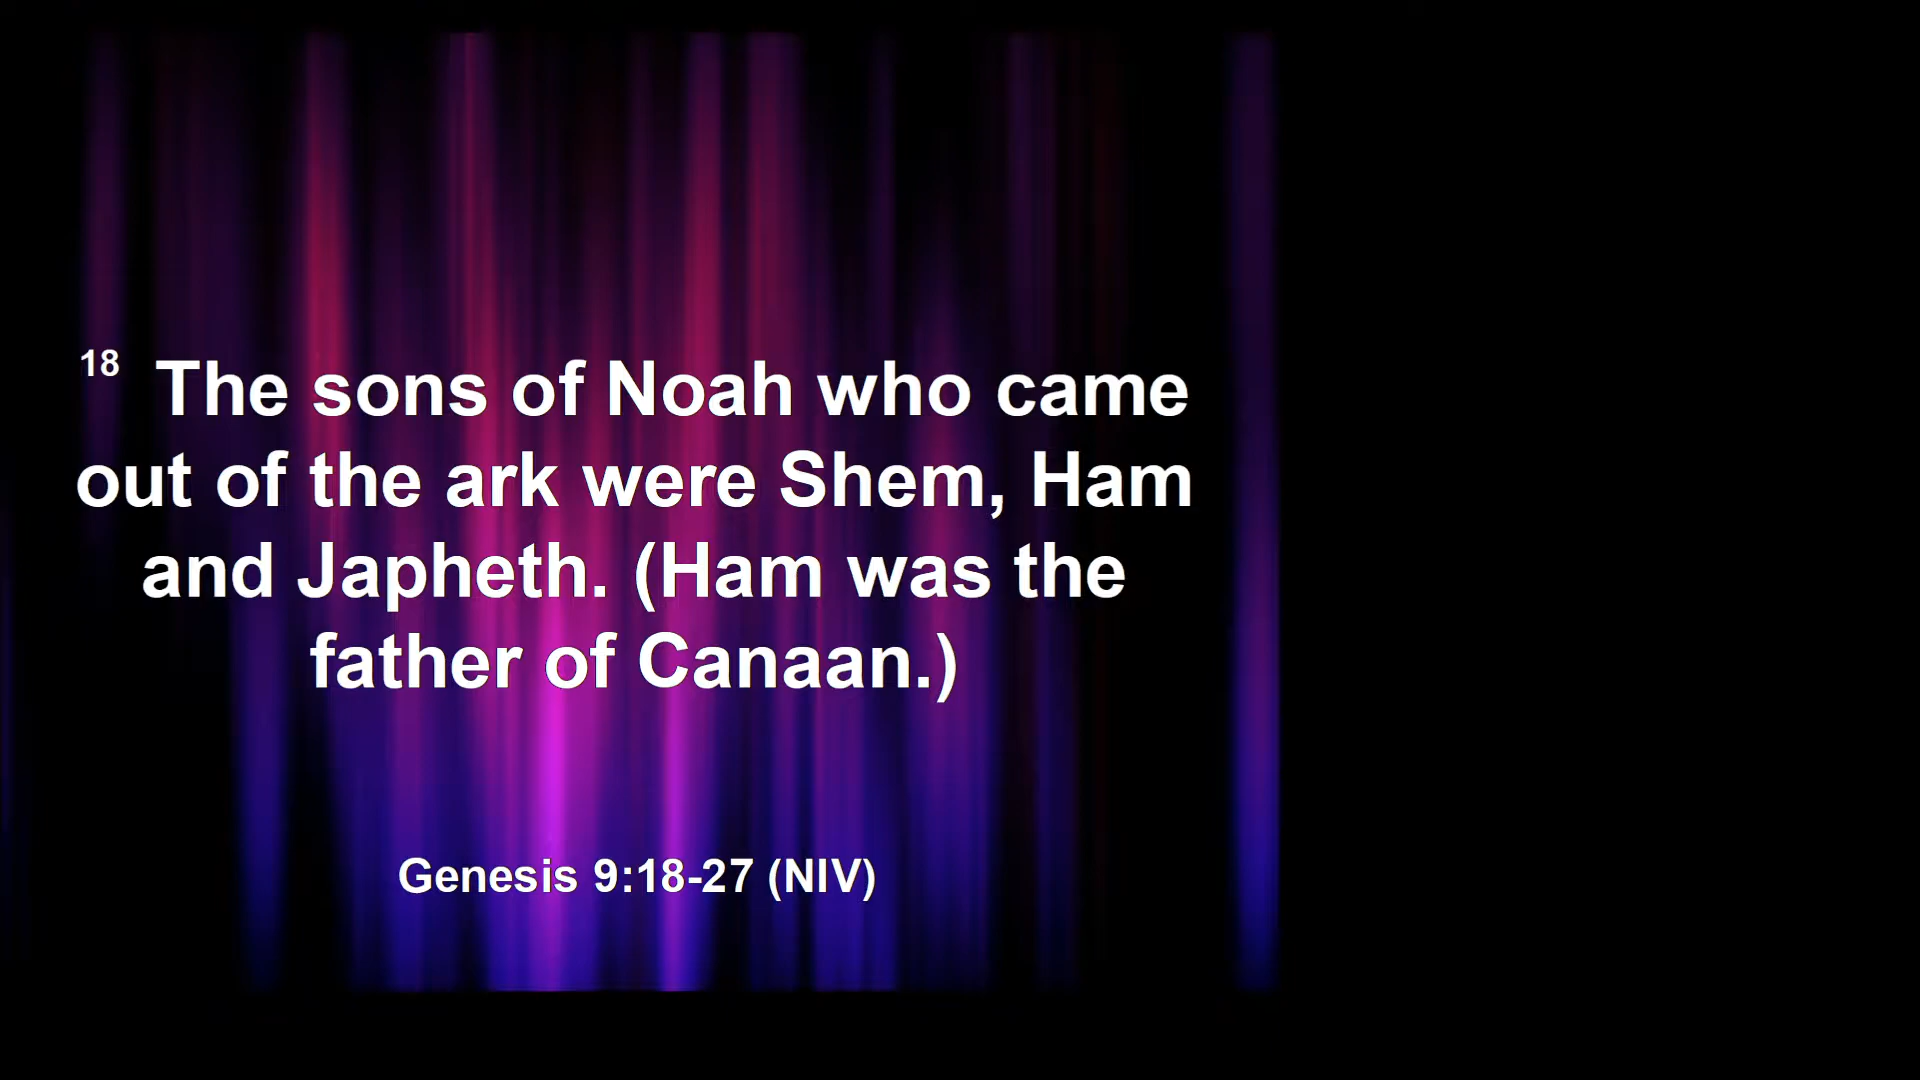 18 The sons of Noah who came
out of the ark were Shem, Ham
and Japheth. (Ham was the
father of Canaan.)
Genesis 9:18-27 (NIV)